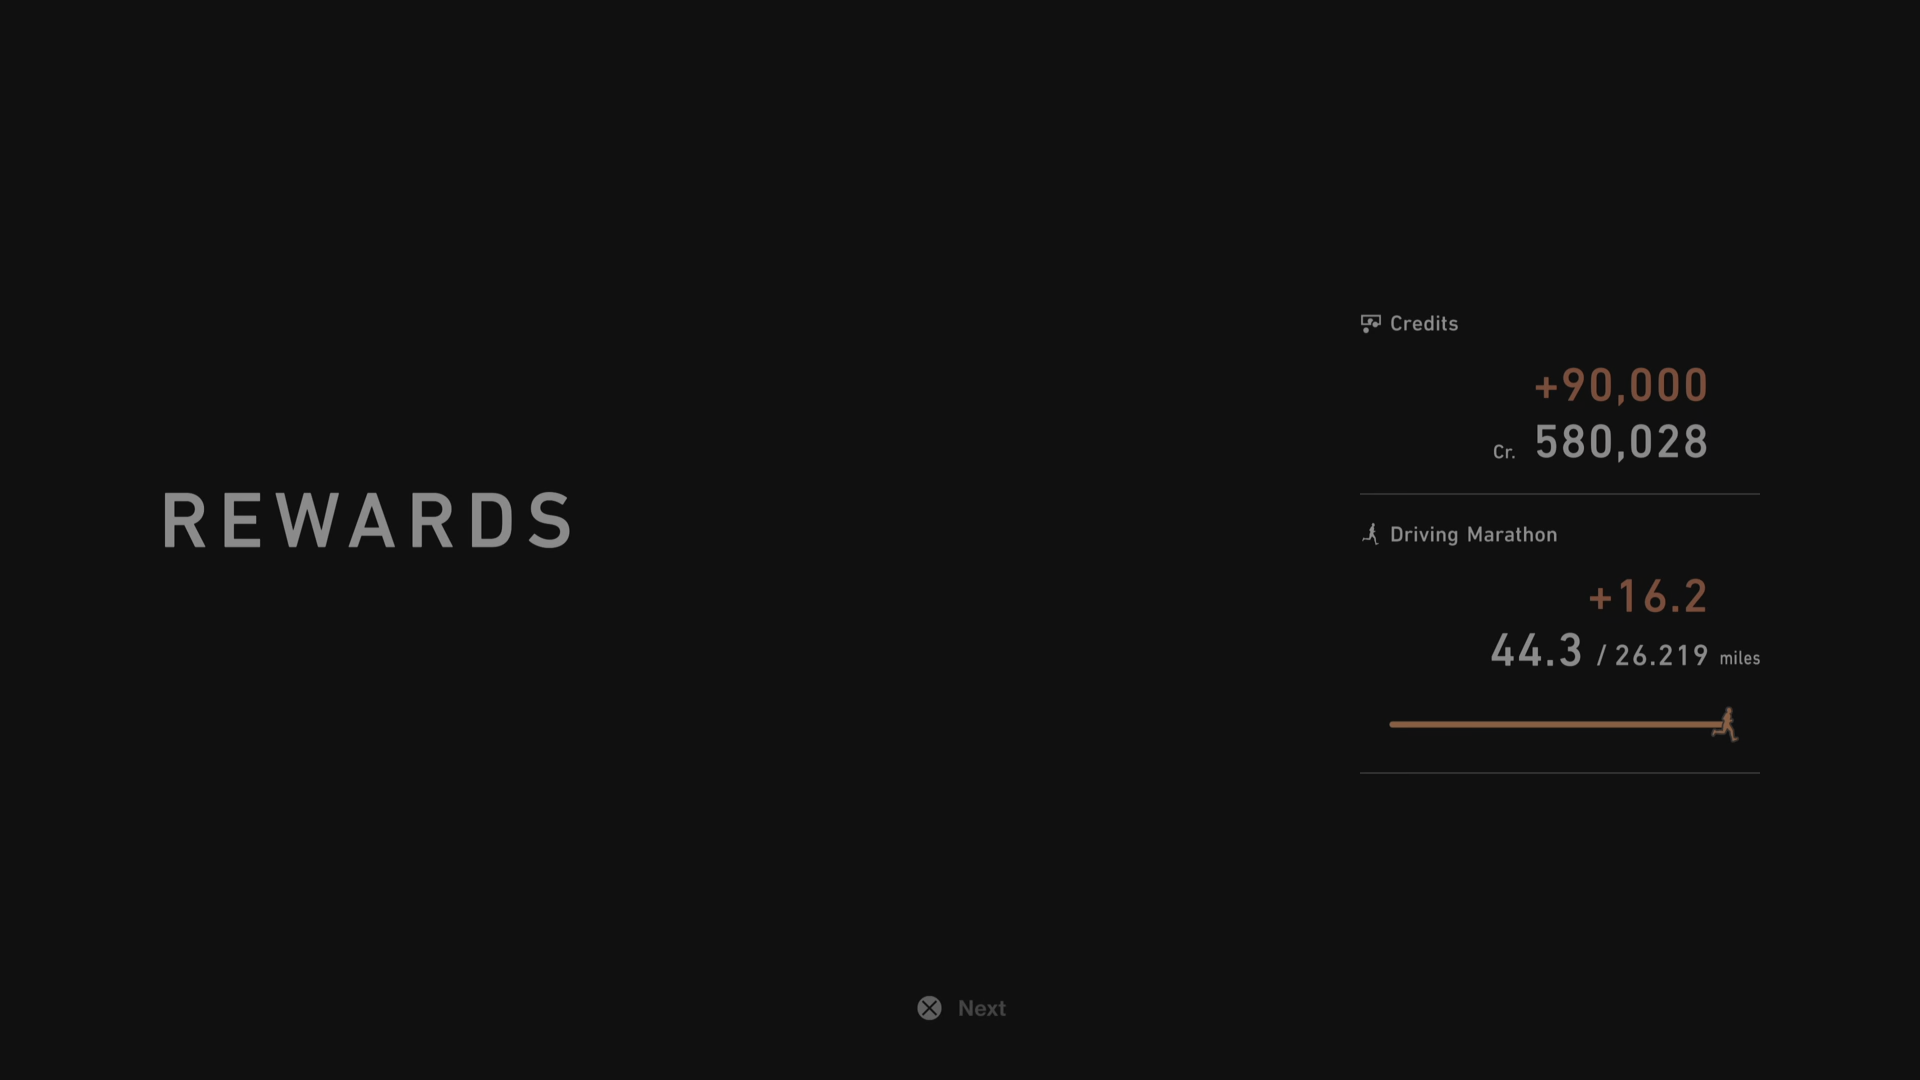 REWARDS
Credits
+90,000
Cr. 580,028
Driving Marathon
+16.2
44.3 / 26.219 miles
Next